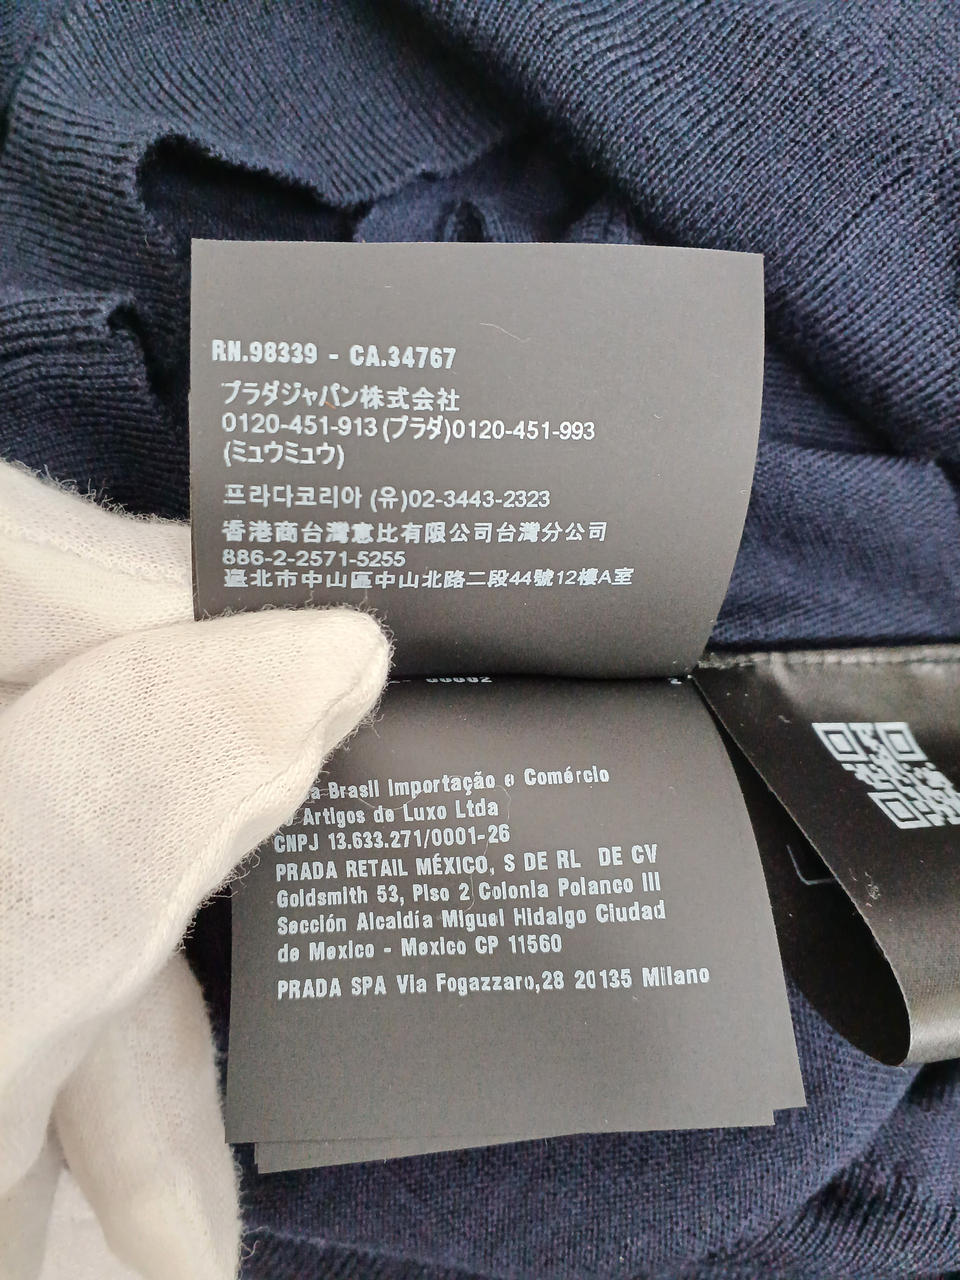 RN.98339 - CA.34767
プラダジャパン株式会社
0120-451-913 (プラダ)0120-451-993
(ミュウミュウ)
프라다코리아 (유)02-3443-2323
香港商台灣意比有限公司台灣分公司
886-2-2571-5255
臺北市中山區中山北路二段44號12樓A室
00002
Brasil Importação e Comércio
Artigos de Luxo Ltda
CNPJ 13.633.271/0001-26
PRADA RETAIL MÉXICO, S DE RL DE CV
Goldsmith 53, Piso 2 Colonia Polanco III
Sección Alcaldía Miguel Hidalgo Ciudad
de Mexico - Mexico CP 11560
PRADA SPA Via Fogazzaro,28 20135 Milano